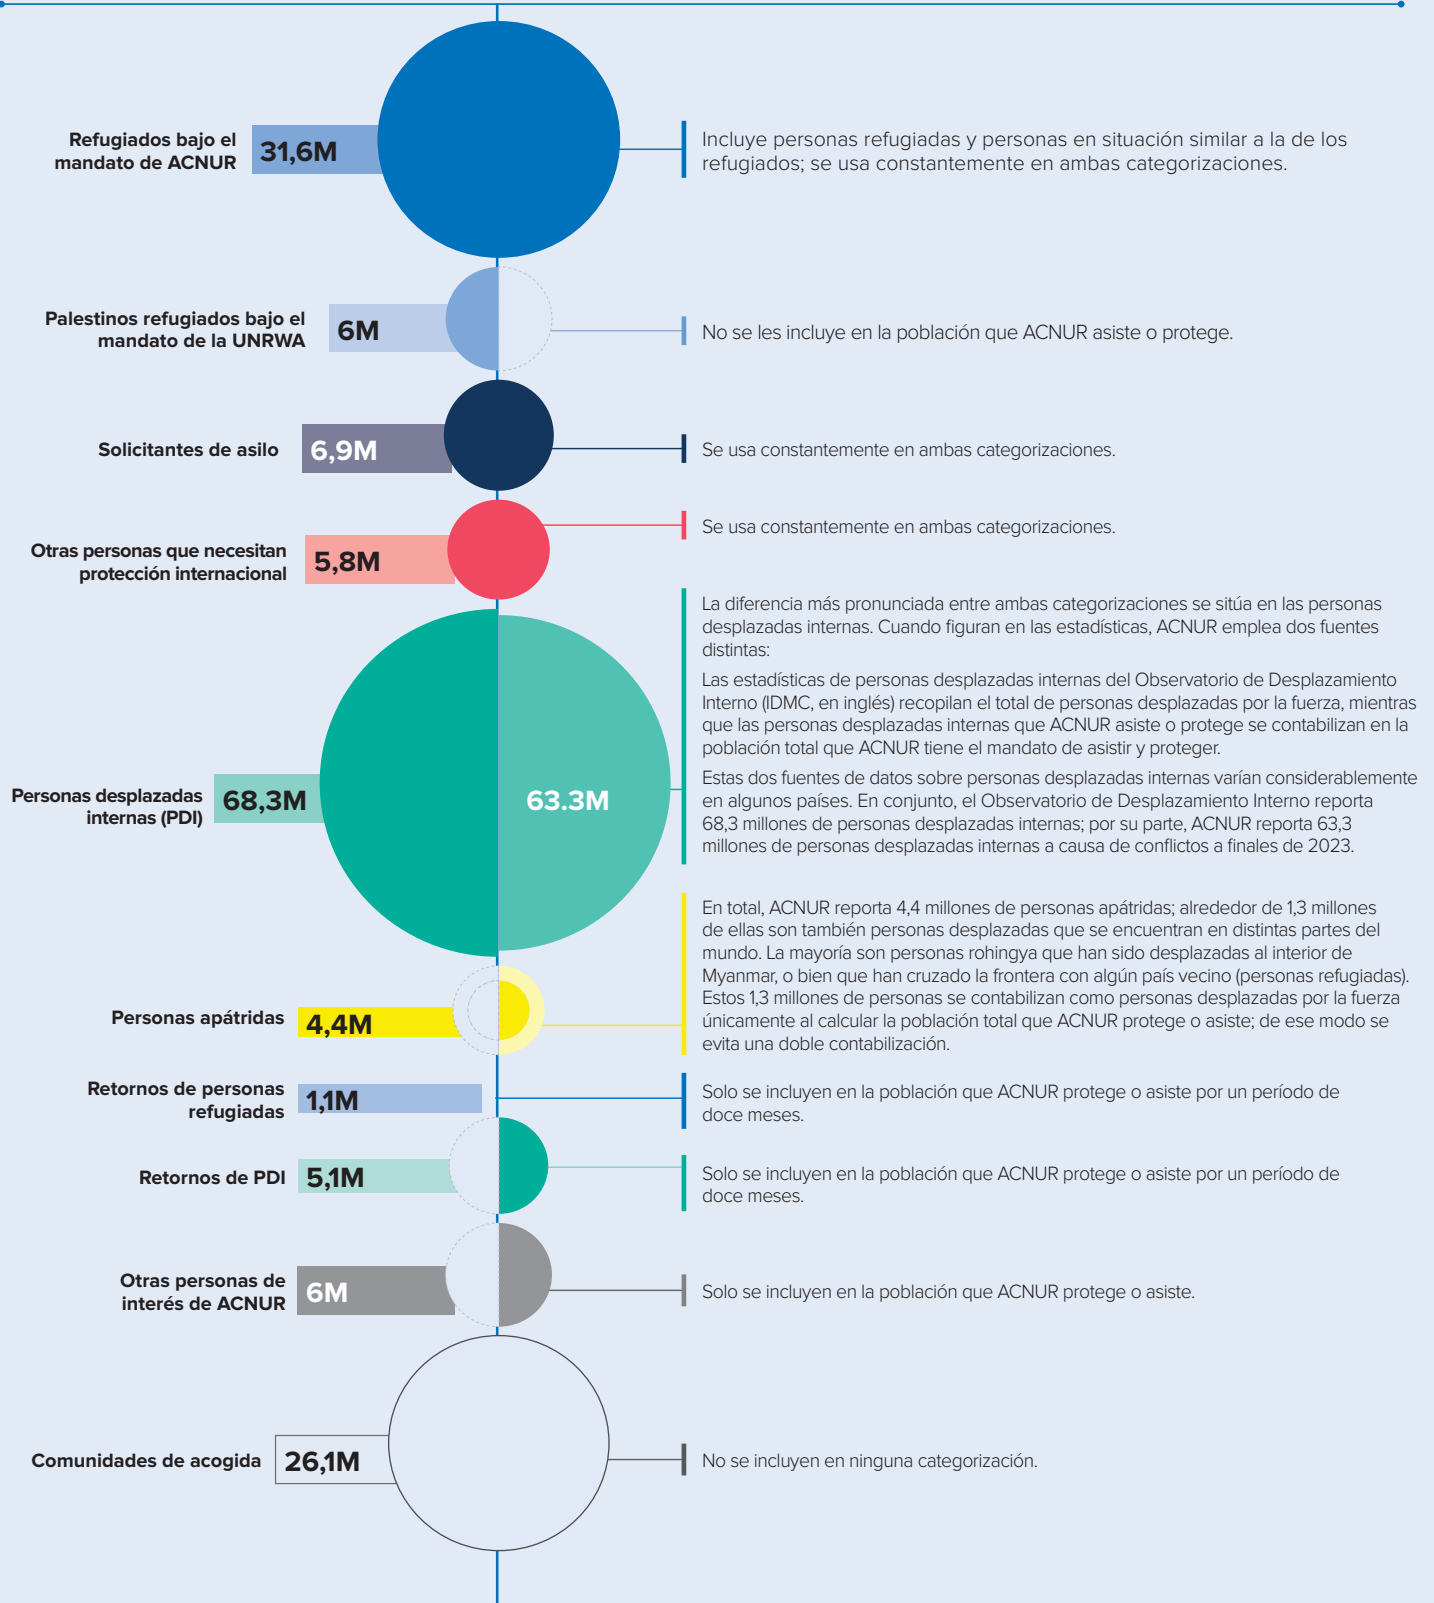 Refugiados bajo el
mandato de ACNUR
31,6M
Incluye personas refugiadas y personas en situación similar a la de los
refugiados; se usa constantemente en ambas categorizaciones.
Palestinos refugiados bajo el
mandato de la UNRWA
6M
No se les incluye en la población que ACNUR asiste o protege.
Solicitantes de asilo
6,9M
Se usa constantemente en ambas categorizaciones.
Otras personas que necesitan
protección internacional
5,8M
Se usa constantemente en ambas categorizaciones.
Personas desplazadas
internas (PDI)
68,3M
63.3M
La diferencia más pronunciada entre ambas categorizaciones se sitúa en las personas
desplazadas internas. Cuando figuran en las estadísticas, ACNUR emplea dos fuentes
distintas:
Las estadísticas de personas desplazadas internas del Observatorio de Desplazamiento
Interno (IDMC, en inglés) recopilan el total de personas desplazadas por la fuerza, mientras
que las personas desplazadas internas que ACNUR asiste o protege se contabilizan en la
población total que ACNUR tiene el mandato de asistir y proteger.
Estas dos fuentes de datos sobre personas desplazadas internas varían considerablemente
en algunos países. En conjunto, el Observatorio de Desplazamiento Interno reporta
68,3 millones de personas desplazadas internas; por su parte, ACNUR reporta 63,3
millones de personas desplazadas internas a causa de conflictos a finales de 2023.
Personas apátridas
4,4M
En total, ACNUR reporta 4,4 millones de personas apátridas; alrededor de 1,3 millones
de ellas son también personas desplazadas que se encuentran en distintas partes del
mundo. La mayoría son personas rohingya que han sido desplazadas al interior de
Myanmar, o bien que han cruzado la frontera con algún país vecino (personas refugiadas).
Estos 1,3 millones de personas se contabilizan como personas desplazadas por la fuerza
únicamente al calcular la población total que ACNUR protege o asiste; de ese modo se
evita una doble contabilización.
Retornos de personas
refugiadas
1,1M
Solo se incluyen en la población que ACNUR protege o asiste por un período de
doce meses.
Retornos de PDI
5,1M
Solo se incluyen en la población que ACNUR protege o asiste por un período de
doce meses.
Otras personas de
interés de ACNUR
6M
Solo se incluyen en la población que ACNUR protege o asiste.
Comunidades de acogida
26,1M
No se incluyen en ninguna categorización.